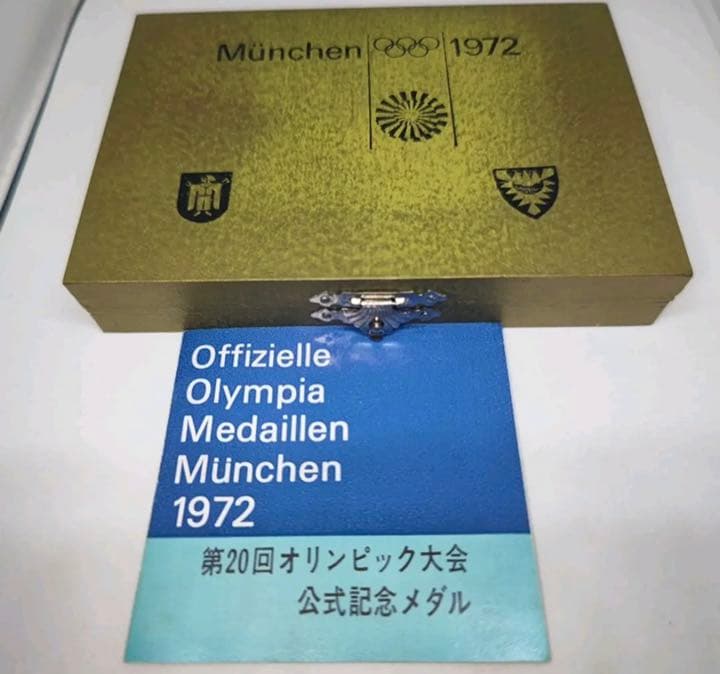 München 1972
Offizielle
Olympia
Medaillen
München
1972
第20回オリンピック大会
公式記念メダル